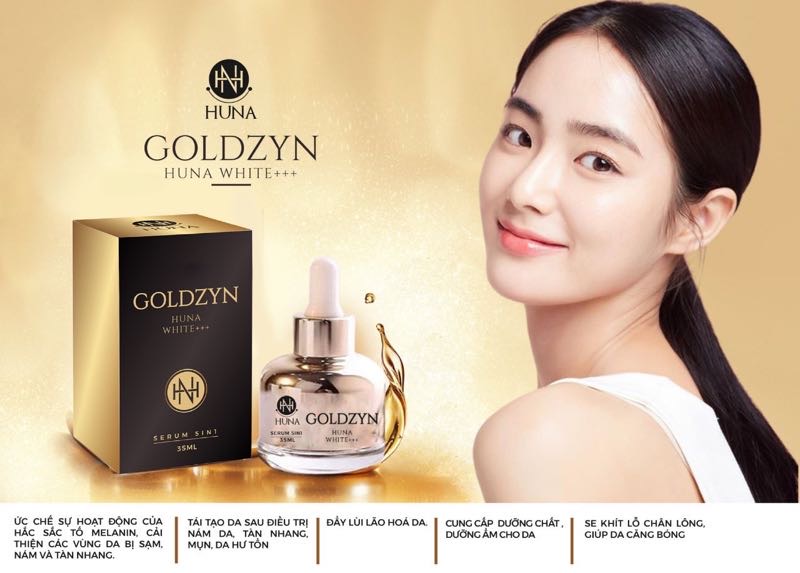 HUNA
GOLDZYN
HUNA WHITE+++
HUNA
GOLDZYN
HUNA
WHITE+++
SERUM 5IN1
35ML
HUNA
SERUM 5IN1
35ML
GOLDZYN
HUNA
WHITE+++
ỨC CHẾ SỰ HOẠT ĐỘNG CỦA
HẮC SẮC TỐ MELANIN, CẢI
THIỆN CÁC VÙNG DA BỊ SẠM,
NÁM VÀ TÀN NHANG.
TÁI TẠO DA SAU ĐIỀU TRỊ
NÁM DA, TÀN NHANG,
MỤN, DA HƯ TỔN
ĐẨY LÙI LÃO HOÁ DA.
CUNG CẤP DƯỠNG CHẤT ,
DƯỠNG ẨM CHO DA
SE KHÍT LỖ CHÂN LÔNG,
GIÚP DA CĂNG BÓNG